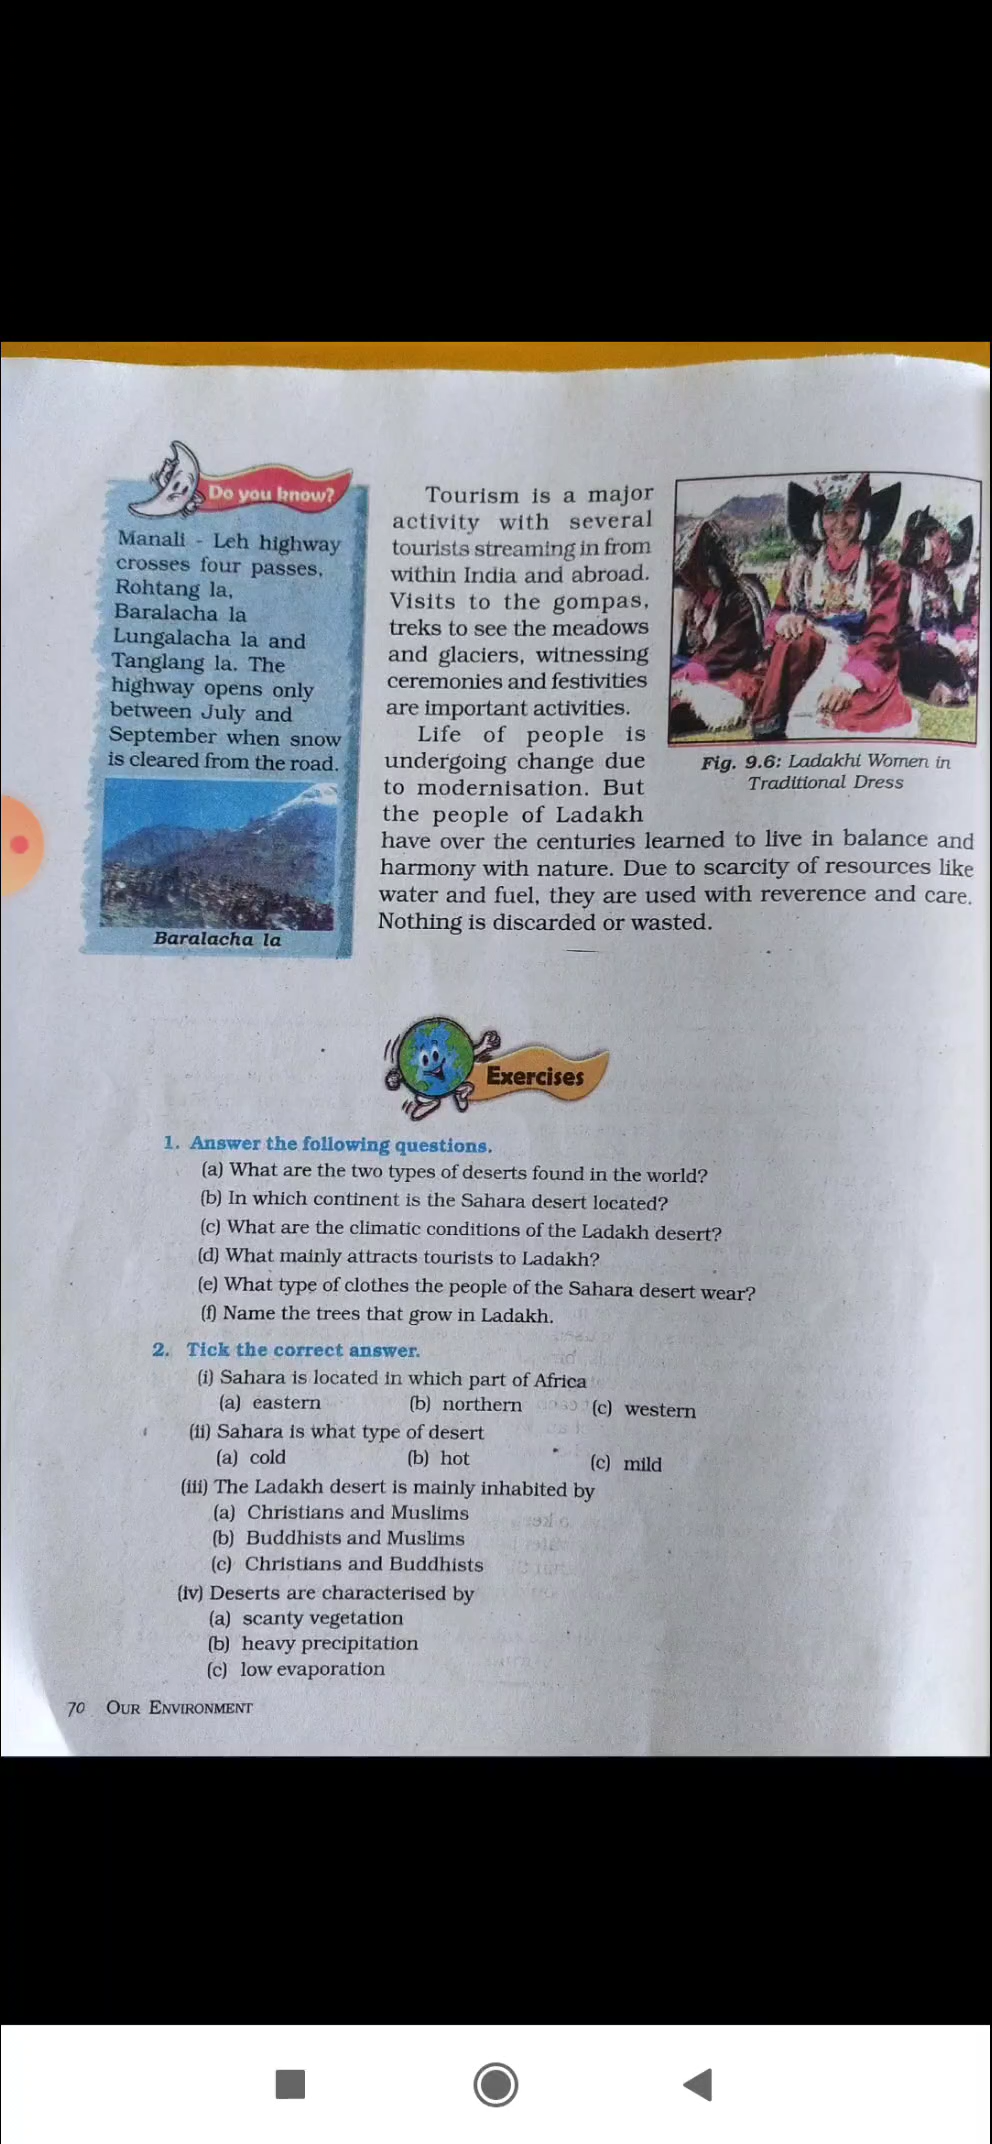 Do you know?
Manali - Leh highway
crosses four passes,
Rohtang la,
Baralacha la
Lungalacha la and
Tanglang la. The
highway opens only
between July and
September when snow
is cleared from the road.
Baralacha la
Tourism is a major
activity with several
tourists streaming in from
within India and abroad.
Visits to the gompas,
treks to see the meadows
and glaciers, witnessing
ceremonies and festivities
are important activities.
Life of people is
undergoing change due
to modernisation. But
the people of Ladakh
have over the centuries learned to live in balance and
harmony with nature. Due to scarcity of resources like
water and fuel, they are used with reverence and care.
Nothing is discarded or wasted.
Fig. 9.6: Ladakhi Women in
Traditional Dress
Exercises
1. Answer the following questions.
(a) What are the two types of deserts found in the world?
(b) In which continent is the Sahara desert located?
(c) What are the climatic conditions of the Ladakh desert?
(d) What mainly attracts tourists to Ladakh?
(e) What type of clothes the people of the Sahara desert wear?
(f) Name the trees that grow in Ladakh.
2. Tick the correct answer.
(i) Sahara is located in which part of Africa
(a) eastern (b) northern (c) western
(ii) Sahara is what type of desert
(a) cold (b) hot (c) mild
(iii) The Ladakh desert is mainly inhabited by
(a) Christians and Muslims
(b) Buddhists and Muslims
(c) Christians and Buddhists
(iv) Deserts are characterised by
(a) scanty vegetation
(b) heavy precipitation
(c) low evaporation
70 OUR ENVIRONMENT